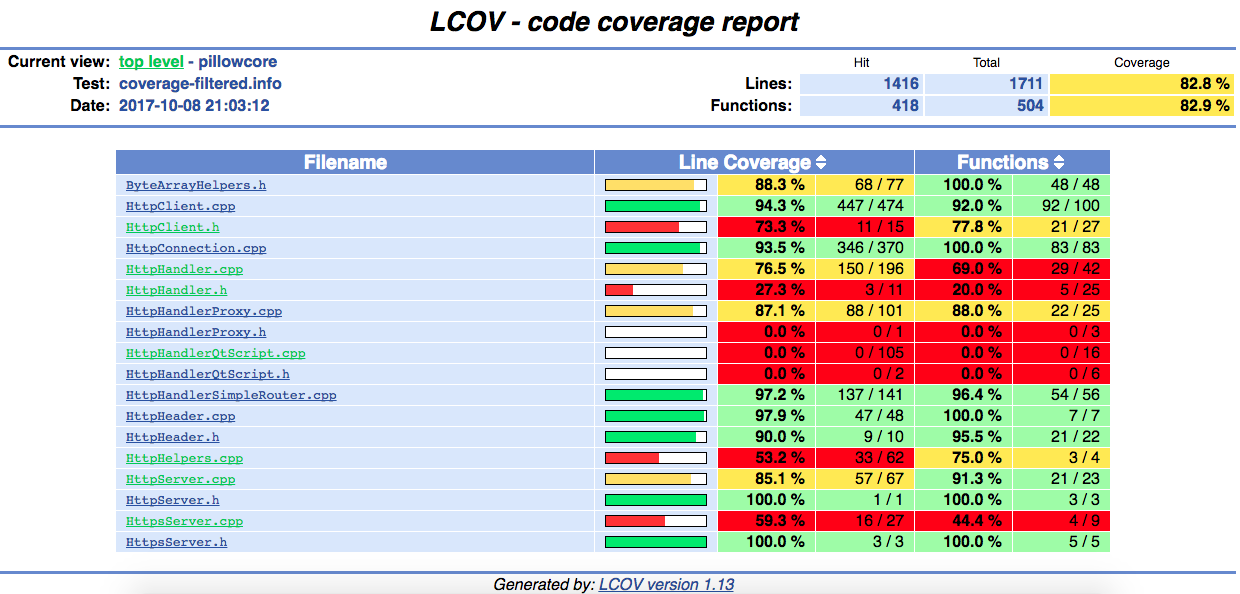 LCOV - code coverage report
Current view: top level - pillowcore Hit Total Coverage
Test: coverage-filtered.info Lines: 1416 1711 82.8 %
Date: 2017-10-08 21:03:12 Functions: 418 504 82.9 %
Filename Line Coverage Functions
ByteArrayHelpers.h 88.3 % 68 / 77 100.0 % 48 / 48
HttpClient.cpp 94.3 % 447 / 474 92.0 % 92 / 100
HttpClient.h 73.3 % 11 / 15 77.8 % 21 / 27
HttpConnection.cpp 93.5 % 346 / 370 100.0 % 83 / 83
HttpHandler.cpp 76.5 % 150 / 196 69.0 % 29 / 42
HttpHandler.h 27.3 % 3 / 11 20.0 % 5 / 25
HttpHandlerProxy.cpp 87.1 % 88 / 101 88.0 % 22 / 25
HttpHandlerProxy.h 0.0 % 0 / 1 0.0 % 0 / 3
HttpHandlerQtScript.cpp 0.0 % 0 / 105 0.0 % 0 / 16
HttpHandlerQtScript.h 0.0 % 0 / 2 0.0 % 0 / 6
HttpHandlerSimpleRouter.cpp 97.2 % 137 / 141 96.4 % 54 / 56
HttpHeader.cpp 97.9 % 47 / 48 100.0 % 7 / 7
HttpHeader.h 90.0 % 9 / 10 95.5 % 21 / 22
HttpHelpers.cpp 53.2 % 33 / 62 75.0 % 3 / 4
HttpServer.cpp 85.1 % 57 / 67 91.3 % 21 / 23
HttpServer.h 100.0 % 1 / 1 100.0 % 3 / 3
HttpsServer.cpp 59.3 % 16 / 27 44.4 % 4 / 9
HttpsServer.h 100.0 % 3 / 3 100.0 % 5 / 5
Generated by: LCOV version 1.13